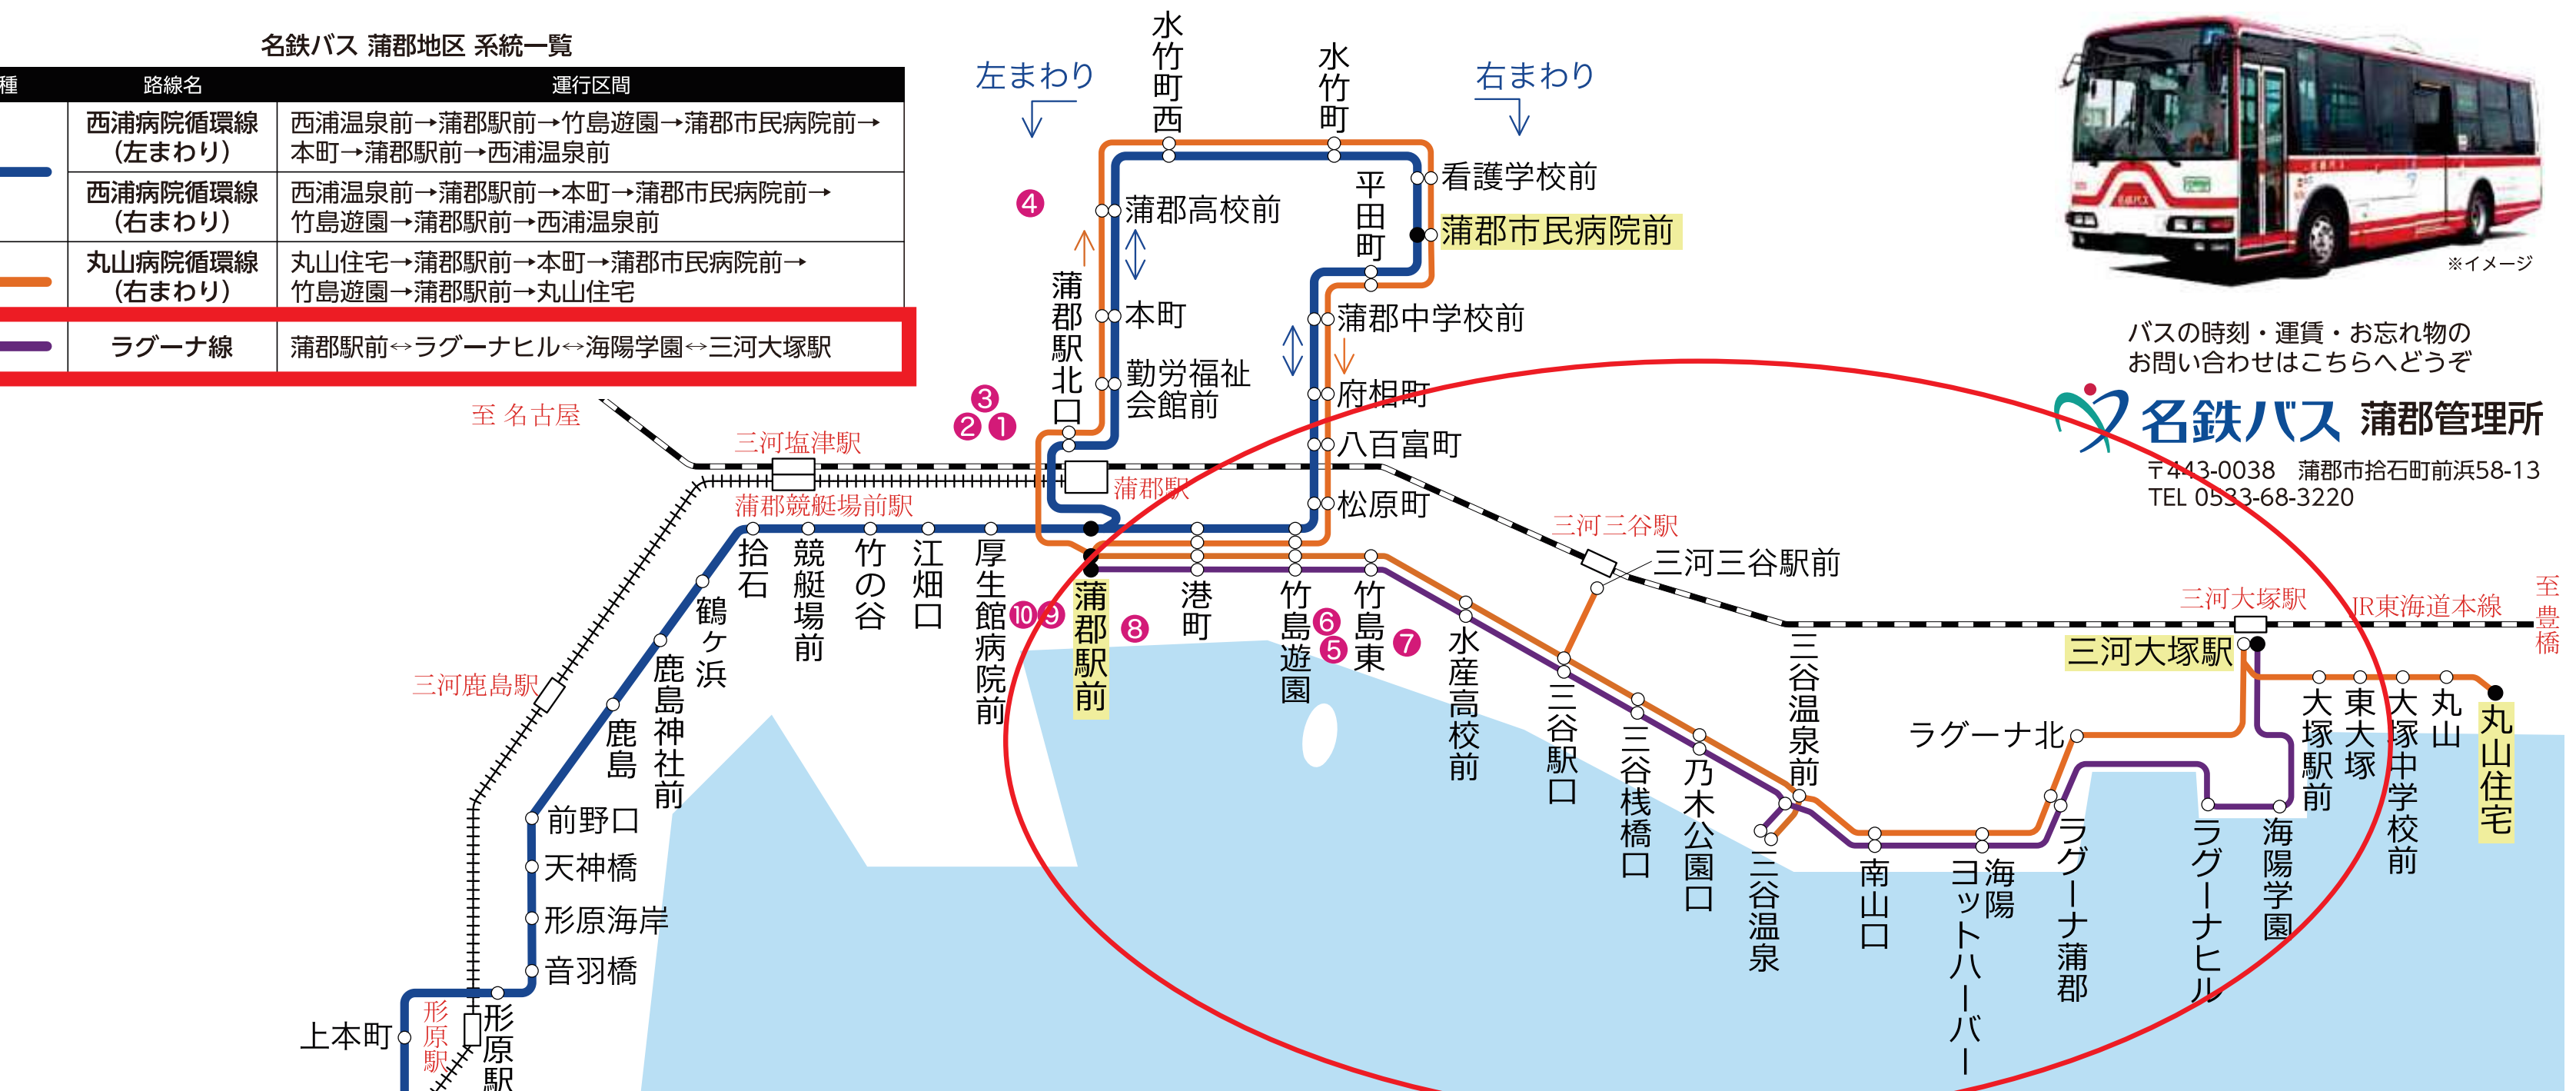 名鉄バス 蒲郡地区 系統一覧
種 路線名 運行区間
西浦病院循環線
（左まわり）
西浦温泉前→蒲郡駅前→竹島遊園→蒲郡市民病院前→
本町→蒲郡駅前→西浦温泉前
西浦病院循環線
（右まわり）
西浦温泉前→蒲郡駅前→本町→蒲郡市民病院前→
竹島遊園→蒲郡駅前→西浦温泉前
丸山病院循環線
（右まわり）
丸山住宅→蒲郡駅前→本町→蒲郡市民病院前→
竹島遊園→蒲郡駅前→丸山住宅
ラグーナ線
蒲郡駅前↔ラグーナヒル↔海陽学園↔三河大塚駅
左まわり
水竹町西
水竹町
右まわり
看護学校前
平田町
蒲郡市民病院前
❹
蒲郡高校前
蒲郡駅北口
本町
勤労福祉
会館前
蒲郡中学校前
府相町
八百富町
松原町
❸
❷
❶
※イメージ
バスの時刻・運賃・お忘れ物の
お問い合わせはこちらへどうぞ
名鉄バス 蒲郡管理所
〒443-0038　蒲郡市拾石町前浜58-13
TEL 0533-68-3220
至 名古屋
三河塩津駅
蒲郡競艇場前駅
蒲郡駅
三河三谷駅
三河三谷駅前
三河大塚駅
JR東海道本線
至豊橋
拾石
競艇場前
竹の谷
江畑口
厚生館病院前
❿
❾
蒲郡駅前
❽
港町
竹島遊園
❻
❺
竹島東
❼
水産高校前
三谷駅口
三谷桟橋口
乃木公園口
三谷温泉前
三谷温泉
南山口
海陽
ヨットハーバー
ラグーナ蒲郡
ラグーナ北
ラグーナヒル
海陽学園
三河大塚駅
大塚駅前
東大塚
大塚中学校前
丸山
丸山住宅
鶴ヶ浜
鹿島神社前
鹿島
三河鹿島駅
前野口
天神橋
形原海岸
音羽橋
形原駅
形原駅
上本町